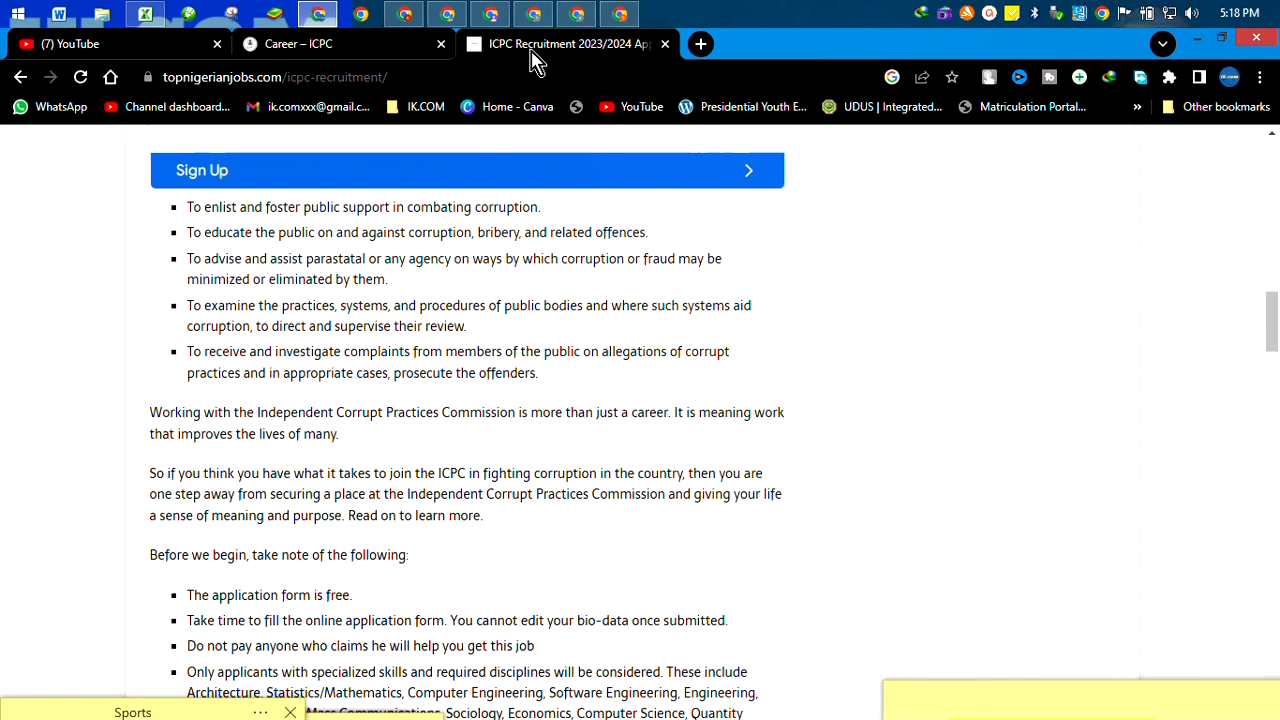 5:18 PM
(7) YouTube
Career – ICPC
ICPC Recruitment 2023/2024 Ap
topnigerianjobs.com/icpc-recruitment/
WhatsApp
Channel dashboard...
ik.comxxx@gmail.c...
IK.COM
Home - Canva
YouTube
Presidential Youth E...
UDUS | Integrated...
Matriculation Portal...
»
Other bookmarks
Sign Up
▪ To enlist and foster public support in combating corruption.
▪ To educate the public on and against corruption, bribery, and related offences.
▪ To advise and assist parastatal or any agency on ways by which corruption or fraud may be
minimized or eliminated by them.
▪ To examine the practices, systems, and procedures of public bodies and where such systems aid
corruption, to direct and supervise their review.
▪ To receive and investigate complaints from members of the public on allegations of corrupt
practices and in appropriate cases, prosecute the offenders.
Working with the Independent Corrupt Practices Commission is more than just a career. It is meaning work
that improves the lives of many.
So if you think you have what it takes to join the ICPC in fighting corruption in the country, then you are
one step away from securing a place at the Independent Corrupt Practices Commission and giving your life
a sense of meaning and purpose. Read on to learn more.
Before we begin, take note of the following:
▪ The application form is free.
▪ Take time to fill the online application form. You cannot edit your bio-data once submitted.
▪ Do not pay anyone who claims he will help you get this job
▪ Only applicants with specialized skills and required disciplines will be considered. These include
Architecture, Statistics/Mathematics, Computer Engineering, Software Engineering, Engineering,
Mass Communications, Sociology, Economics, Computer Science, Quantity
Sports